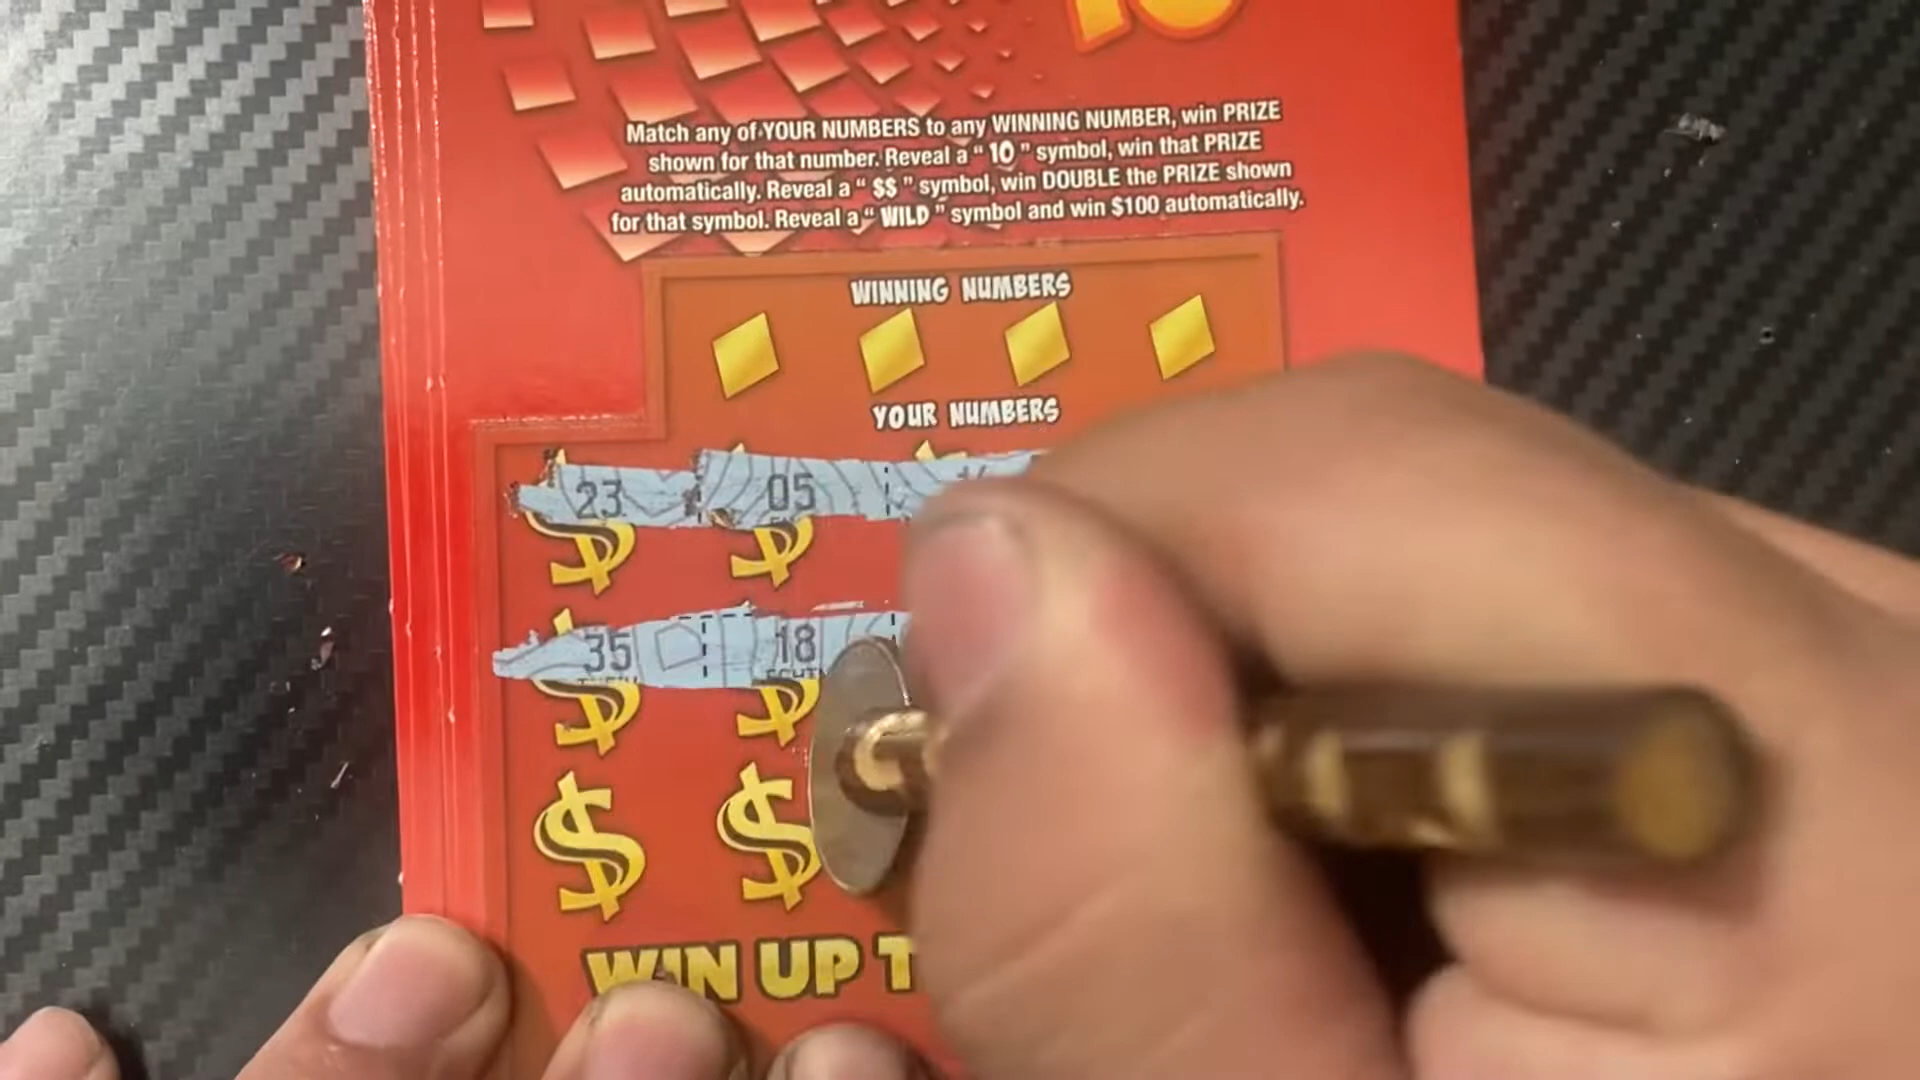 10
Match any of YOUR NUMBERS to any WINNING NUMBER, win PRIZE
shown for that number. Reveal a “ 10 ” symbol, win that PRIZE
automatically. Reveal a “ $$ ” symbol, win DOUBLE the PRIZE shown
for that symbol. Reveal a “ WILD ” symbol and win $100 automatically.
WINNING NUMBERS
YOUR NUMBERS
23 05
$ $
35 18
$ $
$ $
WIN UP